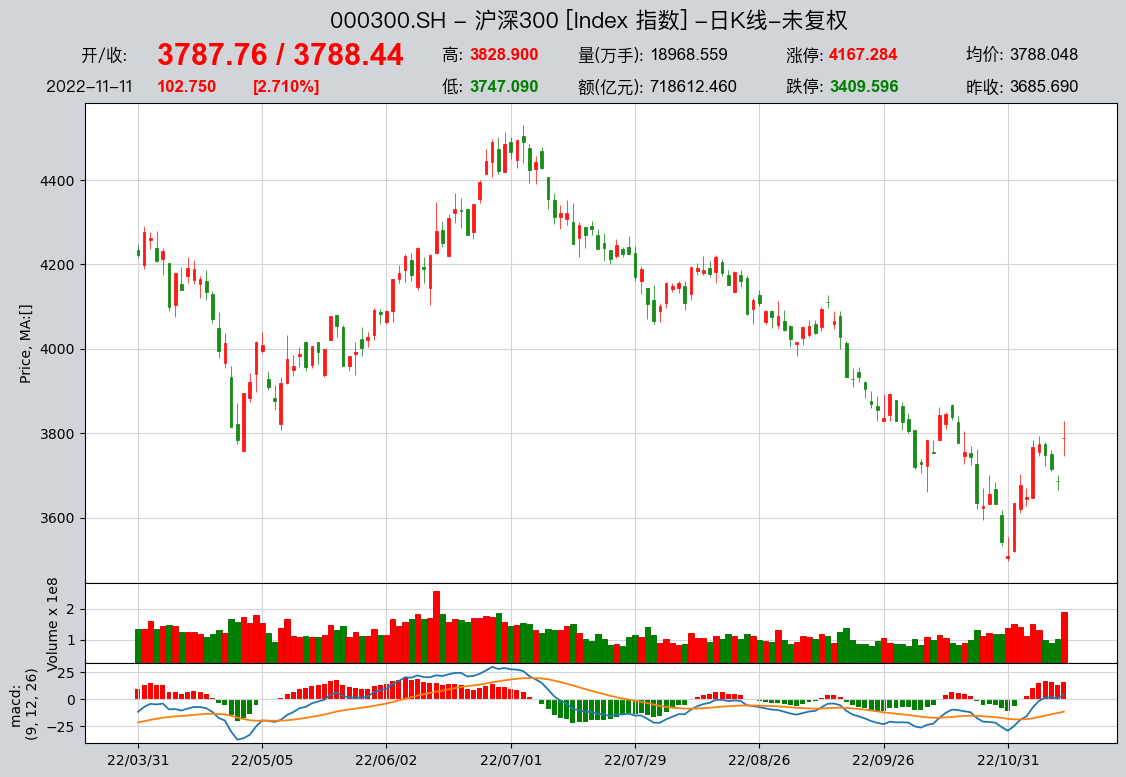 000300.SH – 沪深300 [Index 指数] –日K线–未复权
开/收: 3787.76 / 3788.44 高: 3828.900 量(万手): 18968.559 涨停: 4167.284 均价: 3788.048
2022–11–11 102.750 [2.710%] 低: 3747.090 额(亿元): 718612.460 跌停: 3409.596 昨收: 3685.690
Price, MA:[]
4400
4200
4000
3800
3600
Volume x 1e8
2
1
macd:
(9, 12, 26)
25
0
−25
22/03/31 22/05/05 22/06/02 22/07/01 22/07/29 22/08/26 22/09/26 22/10/31